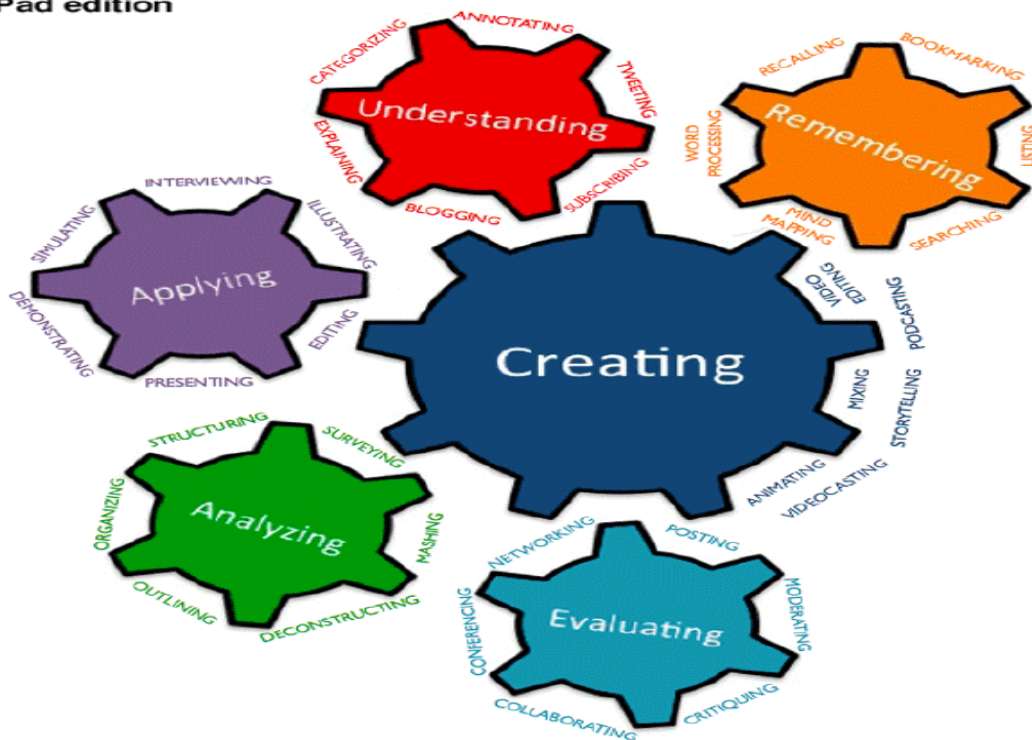 Pad edition
ANNOTATING
CATEGORIZING
TWEETING
Understanding
EXPLAINING
SUBSCRIBING
BLOGGING
BOOKMARKING
RECALLING
Remembering
WORD
PROCESSING
LISTING
MIND
MAPPING
SEARCHING
INTERVIEWING
SIMULATING
ILLUSTRATING
Applying
DEMONSTRATING
EDITING
PRESENTING
Creating
VIDEO
EDITING
PODCASTING
MIXING
STORYTELLING
ANIMATING
VIDEOCASTING
STRUCTURING
SURVEYING
ORGANIZING
Analyzing
MASHING
OUTLINING
DECONSTRUCTING
NETWORKING
POSTING
CONFERENCING
Evaluating
MODERATING
COLLABORATING
CRITIQUING